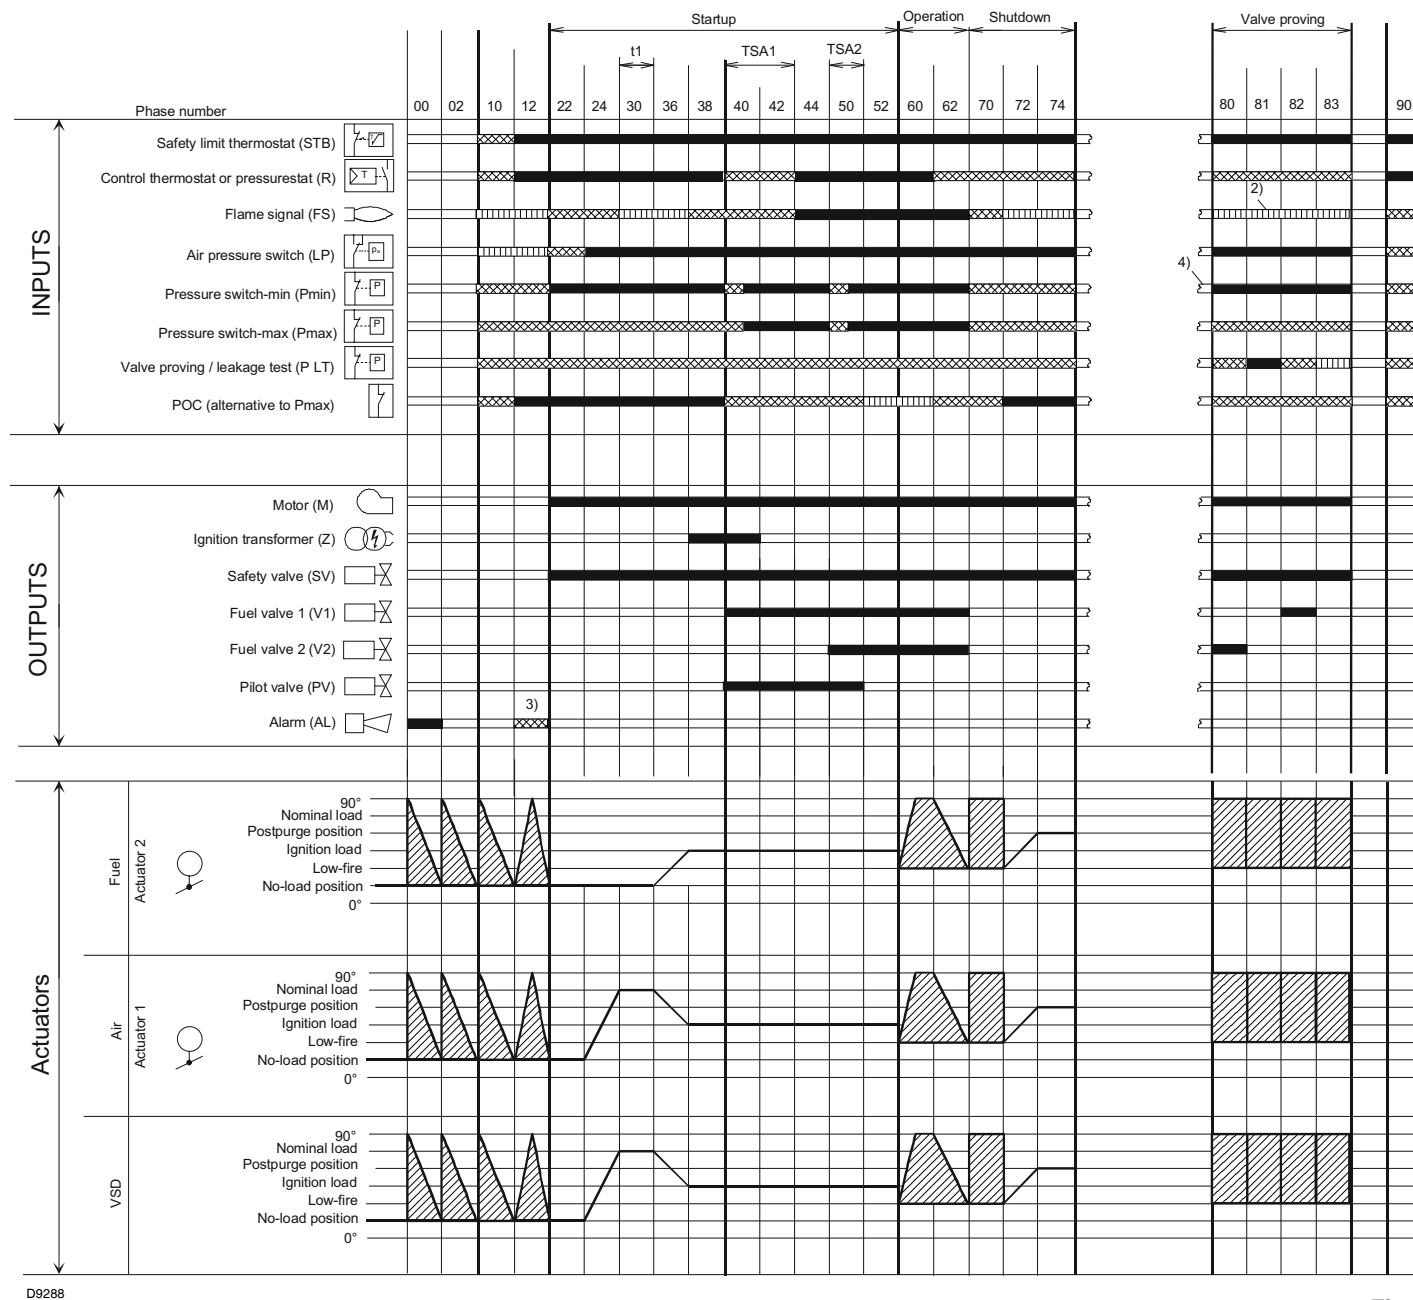 Startup Operation Shutdown Valve proving
t1 TSA1 TSA2
Phase number 00 02 10 12 22 24 30 36 38 40 42 44 50 52 60 62 70 72 74 80 81 82 83 90
INPUTS
Safety limit thermostat (STB)
Control thermostat or pressurestat (R) T
2)
Flame signal (FS)
Air pressure switch (LP)
4)
Pressure switch-min (Pmin) P
Pressure switch-max (Pmax) P
Valve proving / leakage test (P LT) P
POC (alternative to Pmax)
OUTPUTS
Motor (M)
Ignition transformer (Z)
Safety valve (SV)
Fuel valve 1 (V1)
Fuel valve 2 (V2)
Pilot valve (PV)
3)
Alarm (AL)
Actuators
Fuel
Actuator 2
90°
Nominal load
Postpurge position
Ignition load
Low-fire
No-load position
0°
Air
Actuator 1
90°
Nominal load
Postpurge position
Ignition load
Low-fire
No-load position
0°
VSD
90°
Nominal load
Postpurge position
Ignition load
Low-fire
No-load position
0°
D9288